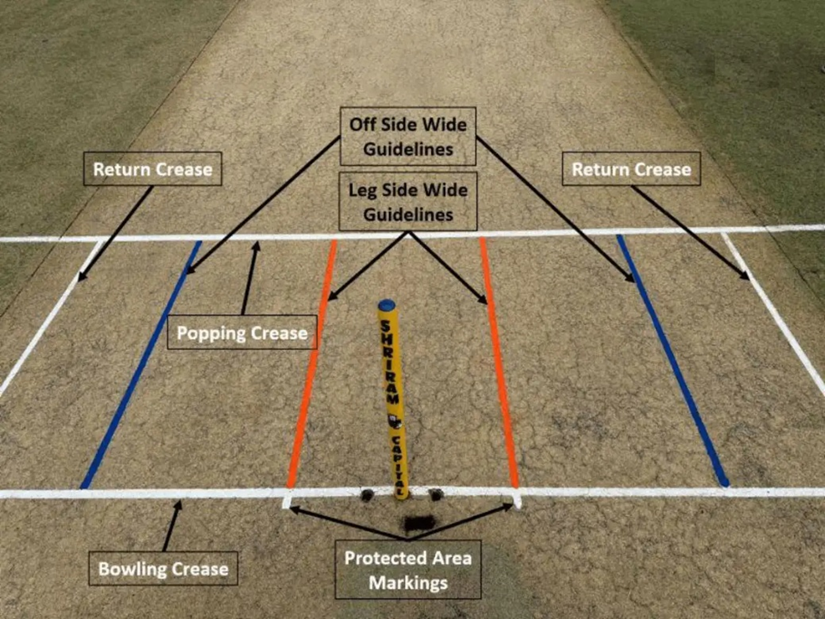 Off Side Wide
Guidelines
Return Crease
Return Crease
Leg Side Wide
Guidelines
Popping Crease
SHRIRAM CAPITAL
Bowling Crease
Protected Area
Markings